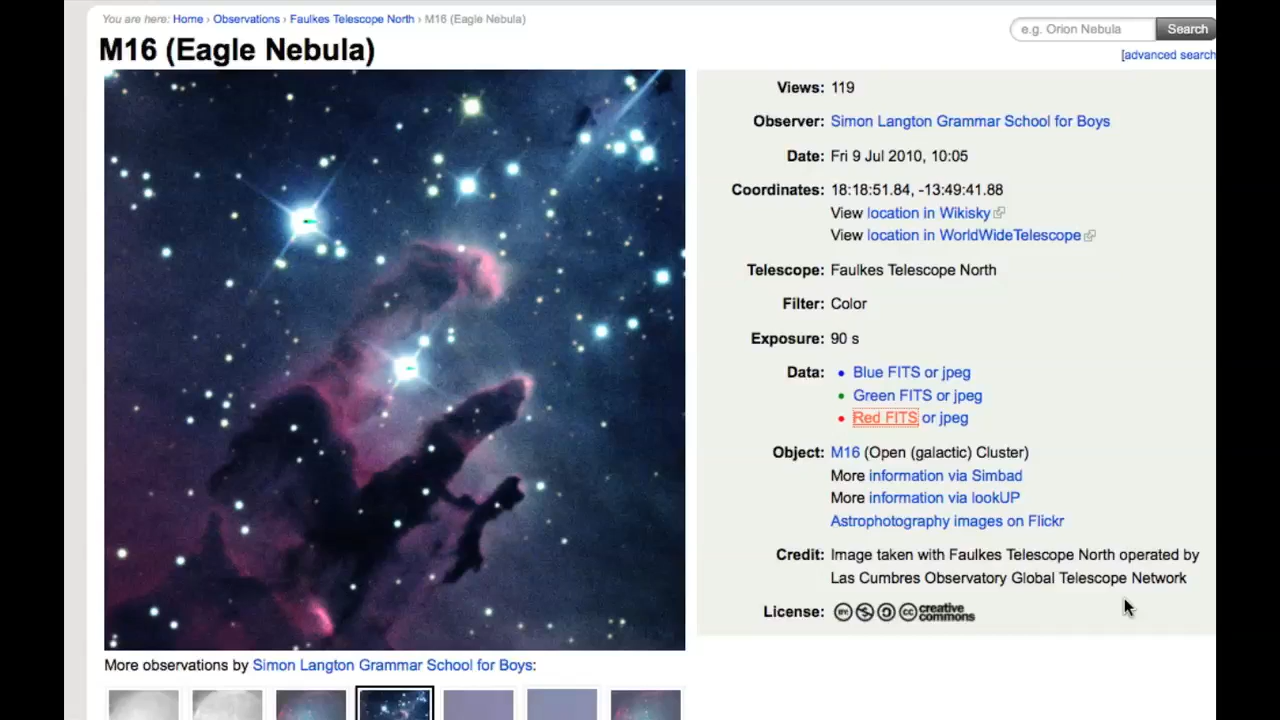 You are here: Home › Observations › Faulkes Telescope North › M16 (Eagle Nebula)
e.g. Orion Nebula
Search
[advanced search
M16 (Eagle Nebula)
Views: 119
Observer: Simon Langton Grammar School for Boys
Date: Fri 9 Jul 2010, 10:05
Coordinates: 18:18:51.84, -13:49:41.88
View location in Wikisky
View location in WorldWideTelescope
Telescope: Faulkes Telescope North
Filter: Color
Exposure: 90 s
Data: • Blue FITS or jpeg
• Green FITS or jpeg
• Red FITS or jpeg
Object: M16 (Open (galactic) Cluster)
More information via Simbad
More information via lookUP
Astrophotography images on Flickr
Credit: Image taken with Faulkes Telescope North operated by
Las Cumbres Observatory Global Telescope Network
License: creative commons
More observations by Simon Langton Grammar School for Boys: